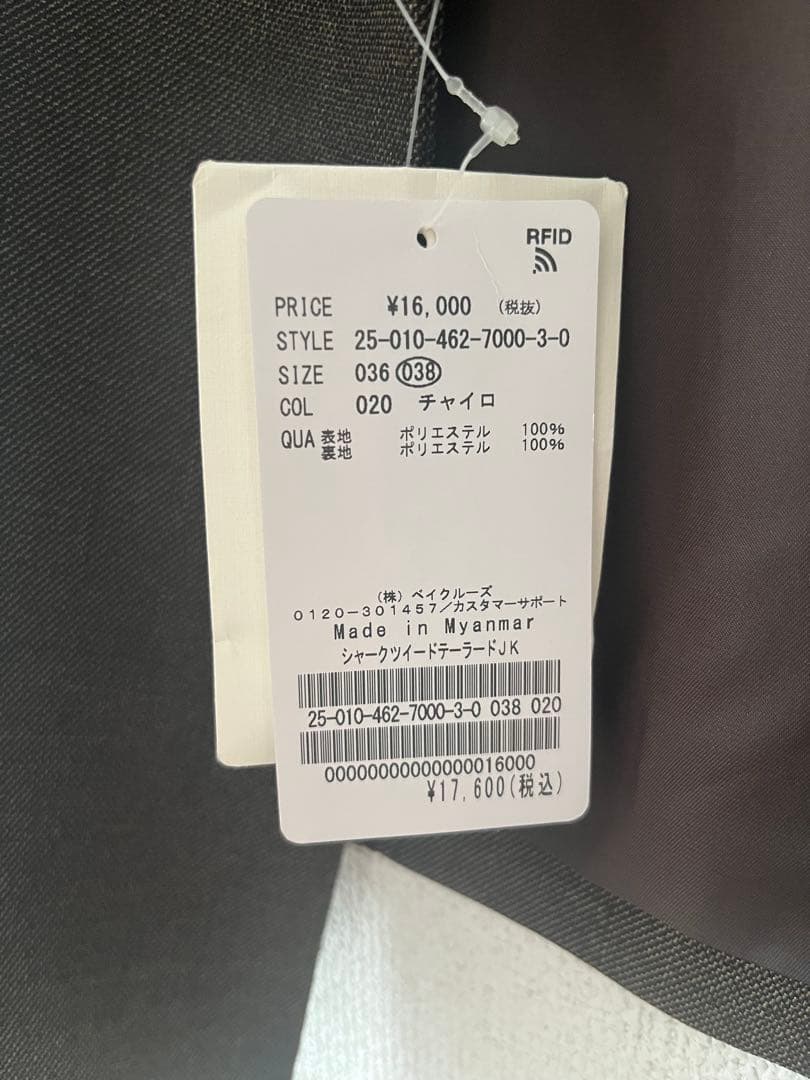 RFID
PRICE ¥16,000 (税抜)
STYLE 25-010-462-7000-3-0
SIZE 036 038
COL 020 チャイロ
QUA 表地 ポリエステル 100%
裏地 ポリエステル 100%
(株) ベイクルーズ
0120-301457/カスタマーサポート
Made in Myanmar
シャークツイードテーラードJK
25-010-462-7000-3-0 038 020
00000000000000016000
¥17,600(税込)